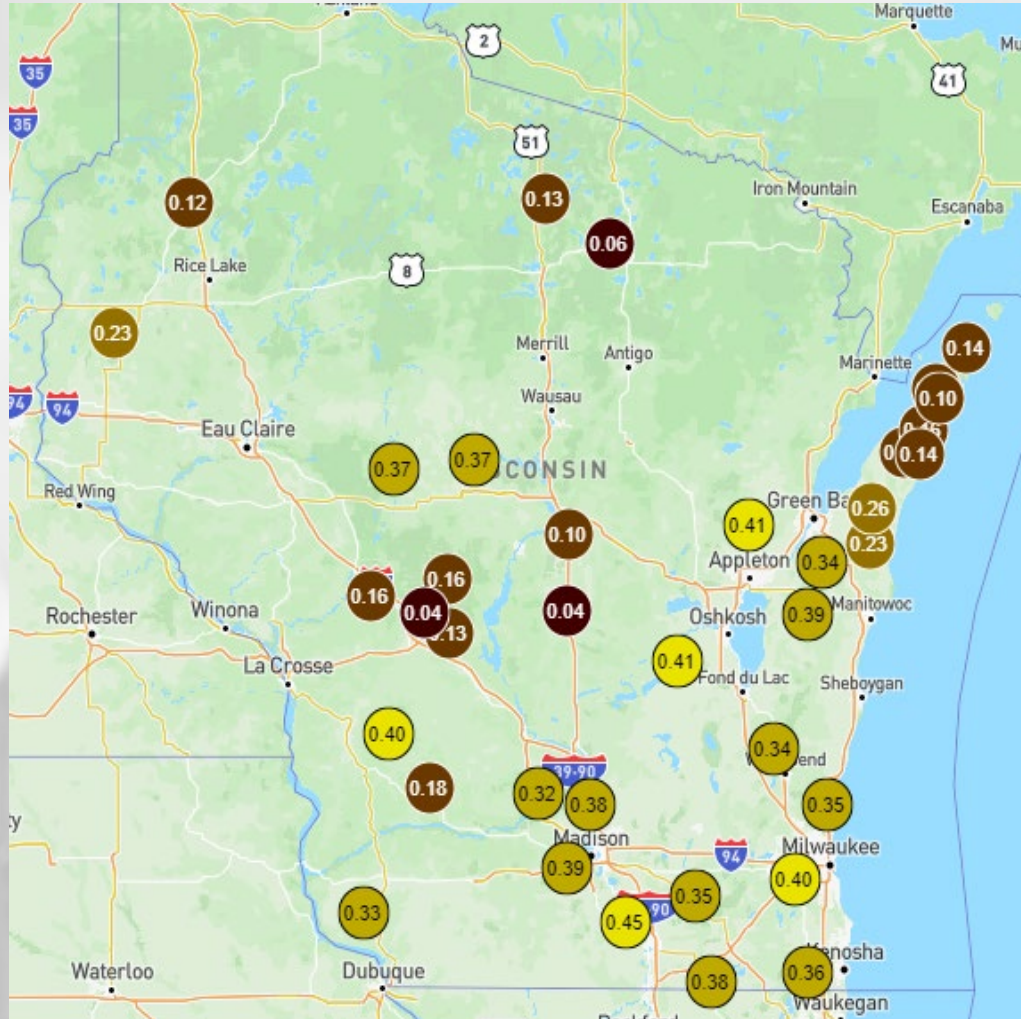 Marquette
2
41
35
35
51
Iron Mountain
0.12
0.13
Escanaba
0.06
Rice Lake
8
0.23
Merrill
Antigo
0.14
Marinette
94
94
Wausau
0.10
Eau Claire
0.37
0.37
CONSIN
0.14
Red Wing
Green Ba
0.26
0.41
0.10
0.23
Appleton
0.34
0.16
0.16
0.04
0.04
0.13
0.39
Manitowoc
Rochester
Winona
Oshkosh
La Crosse
0.41
Fond du Lac
Sheboygan
0.40
0.34
end
39-90
0.18
0.32
0.38
0.35
ty
Madison
94
Milwaukee
0.39
0.40
0.35
-90
0.33
0.45
Kenosha
Waterloo
Dubuque
0.38
0.36
Waukegan